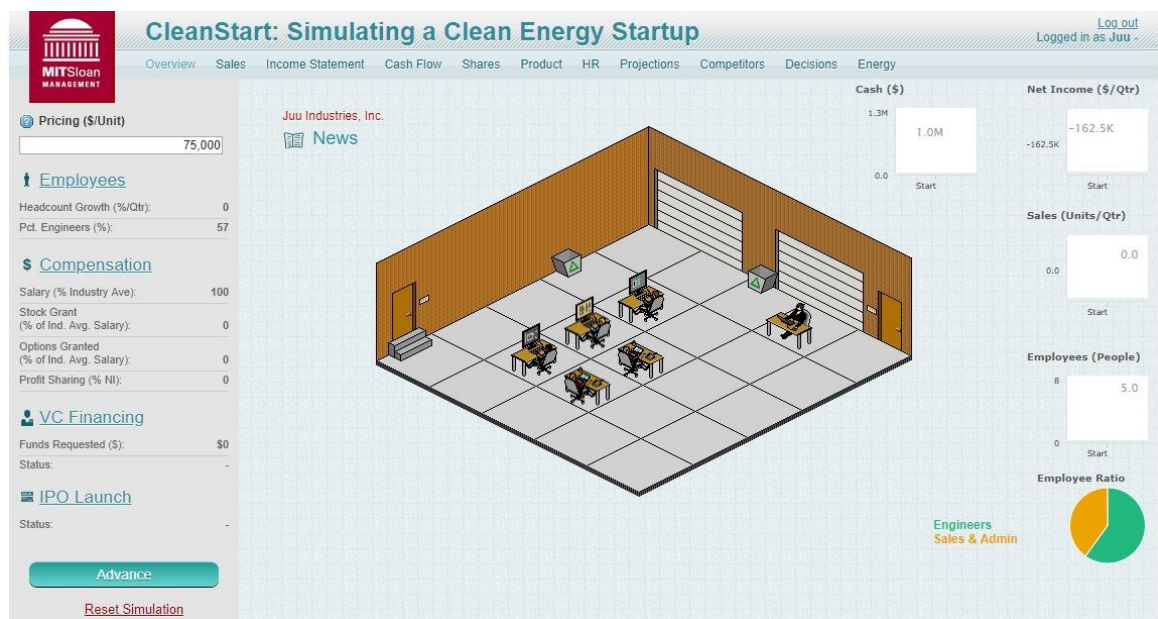 CleanStart: Simulating a Clean Energy Startup
Log out
Logged in as Juu -
MITSloan
MANAGEMENT
Overview Sales Income Statement Cash Flow Shares Product HR Projections Competitors Decisions Energy
Pricing ($/Unit)
75,000
Employees
Headcount Growth (%/Qtr): 0
Pct. Engineers (%): 57
$ Compensation
Salary (% Industry Ave): 100
Stock Grant
(% of Ind. Avg. Salary): 0
Options Granted
(% of Ind. Avg. Salary): 0
Profit Sharing (% NI): 0
VC Financing
Funds Requested ($): $0
Status: -
IPO Launch
Status: -
Advance
Reset Simulation
Juu Industries, Inc.
News
Cash ($)
1.3M
1.0M
0.0
Start
Net Income ($/Qtr)
-162.5K
-162.5K
Start
Sales (Units/Qtr)
0.0
0.0
Start
Employees (People)
8
5.0
0
Start
Employee Ratio
Engineers
Sales & Admin